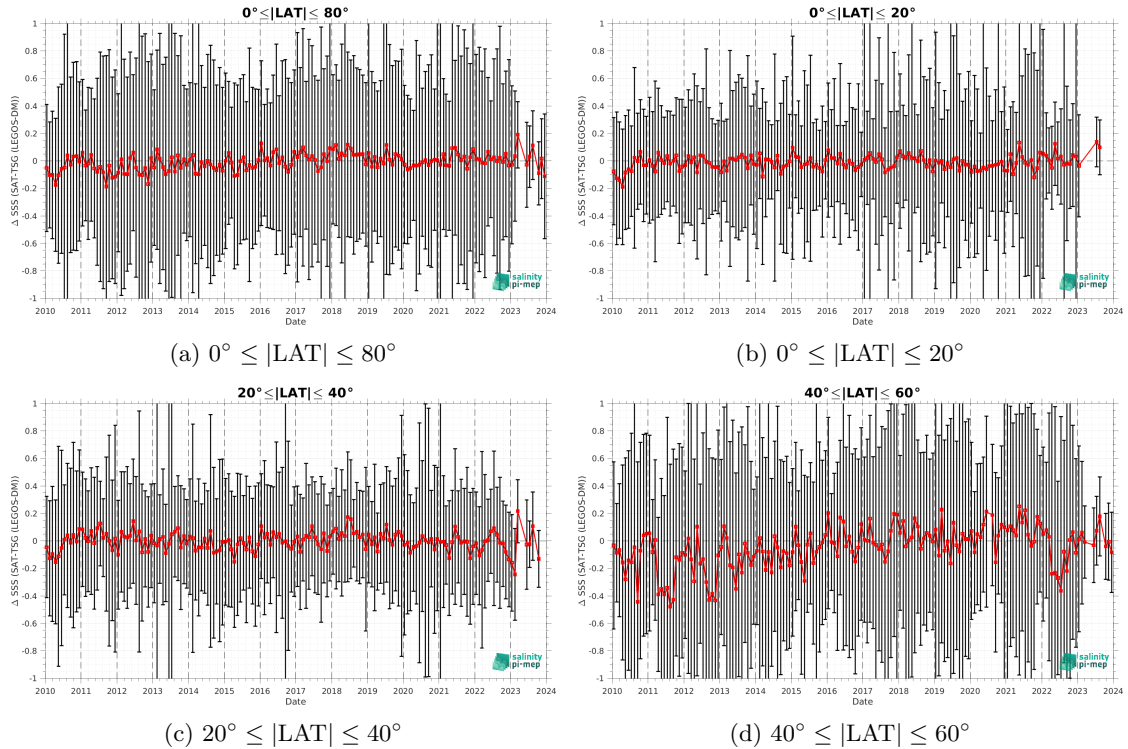 0°≤|LAT|≤ 80°
Δ SSS (SAT-TSG (LEGOS-DM))
1
0.8
0.6
0.4
0.2
0
-0.2
-0.4
-0.6
-0.8
-1
2010 2011 2012 2013 2014 2015 2016 2017 2018 2019 2020 2021 2022 2023 2024
Date
salinity
pi-mep
(a) 0° ≤ |LAT| ≤ 80°
0°≤|LAT|≤ 20°
Δ SSS (SAT-TSG (LEGOS-DM))
1
0.8
0.6
0.4
0.2
0
-0.2
-0.4
-0.6
-0.8
-1
2010 2011 2012 2013 2014 2015 2016 2017 2018 2019 2020 2021 2022 2023 2024
Date
salinity
pi-mep
(b) 0° ≤ |LAT| ≤ 20°
20°≤|LAT|≤ 40°
Δ SSS (SAT-TSG (LEGOS-DM))
1
0.8
0.6
0.4
0.2
0
-0.2
-0.4
-0.6
-0.8
-1
2010 2011 2012 2013 2014 2015 2016 2017 2018 2019 2020 2021 2022 2023 2024
Date
salinity
pi-mep
(c) 20° ≤ |LAT| ≤ 40°
40°≤|LAT|≤ 60°
Δ SSS (SAT-TSG (LEGOS-DM))
1
0.8
0.6
0.4
0.2
0
-0.2
-0.4
-0.6
-0.8
-1
2010 2011 2012 2013 2014 2015 2016 2017 2018 2019 2020 2021 2022 2023 2024
Date
salinity
pi-mep
(d) 40° ≤ |LAT| ≤ 60°